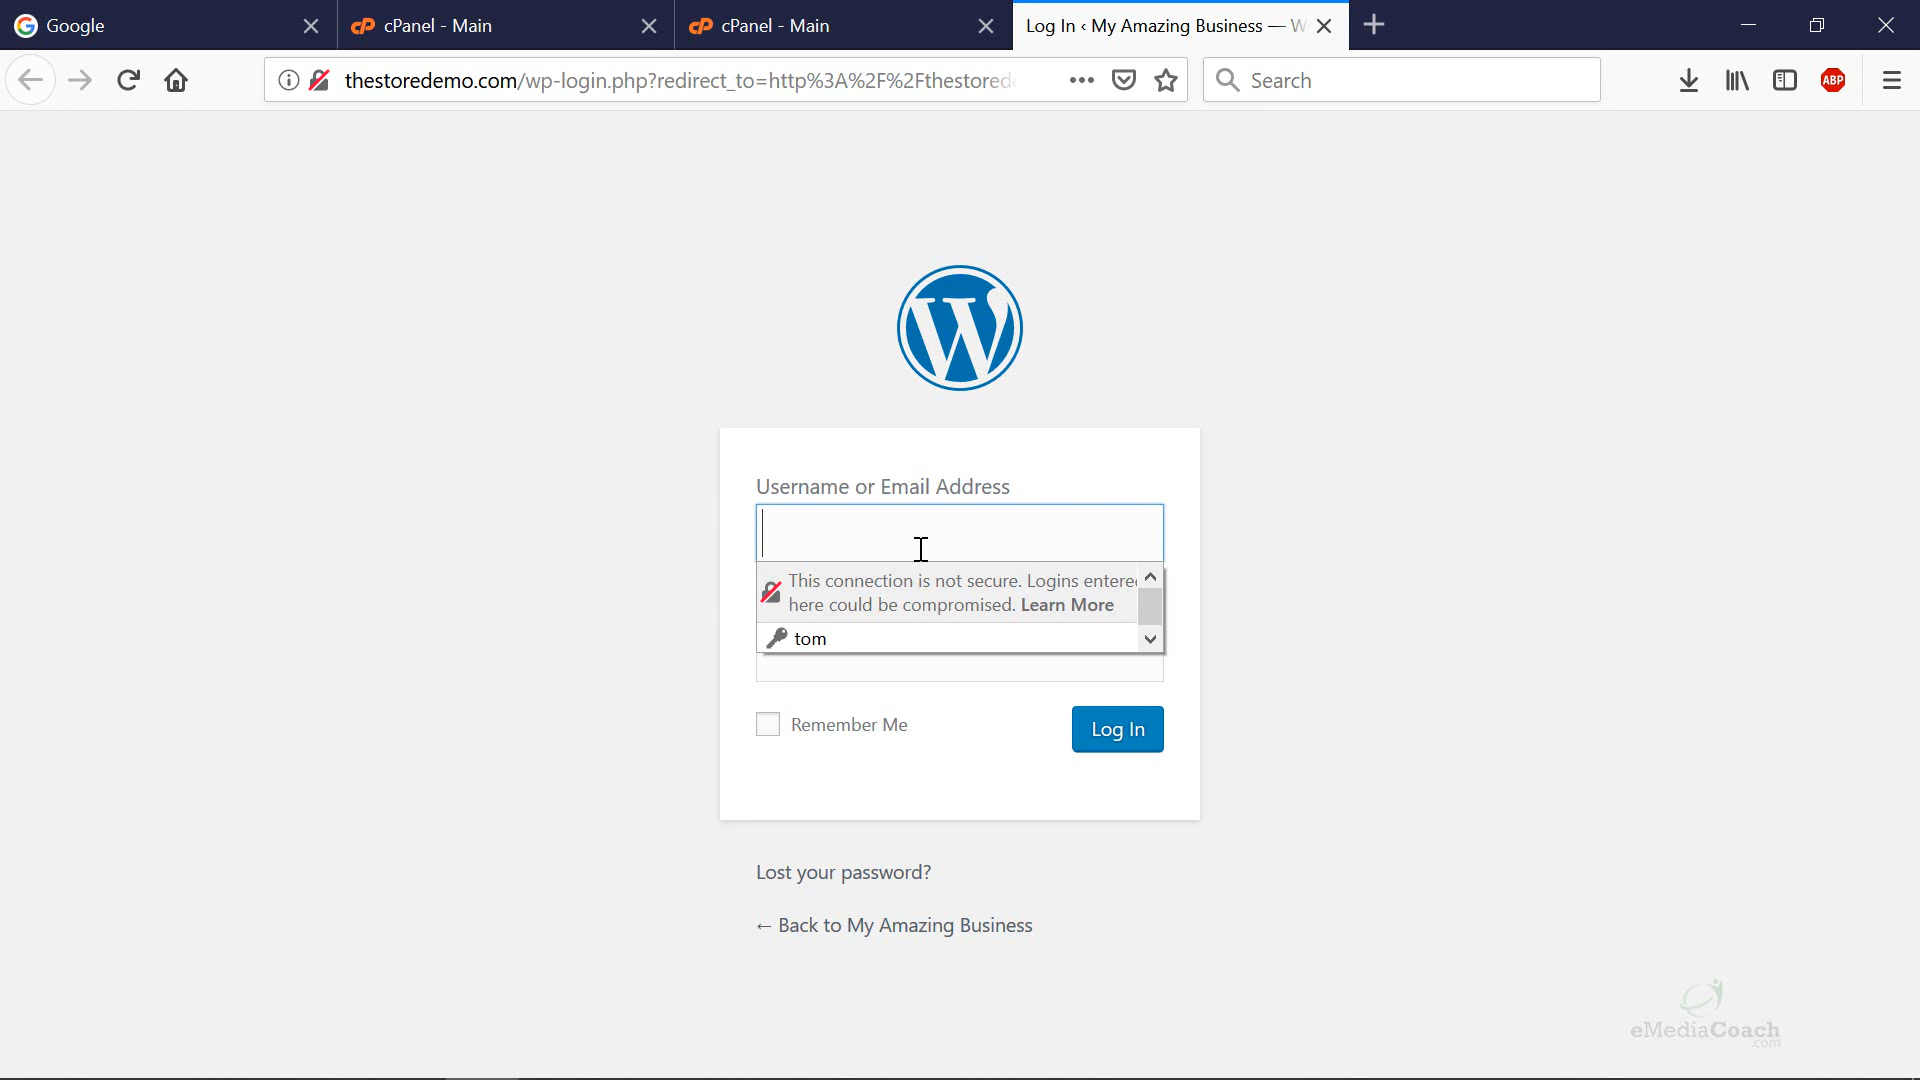 Google
cPanel - Main
cPanel - Main
Log In ‹ My Amazing Business — W
thestoredemo.com/wp-login.php?redirect_to=http%3A%2F%2Fthestored
Search
ABP
Username or Email Address
This connection is not secure. Logins entered
here could be compromised. Learn More
tom
Remember Me
Log In
Lost your password?
← Back to My Amazing Business
eMediaCoach
.com